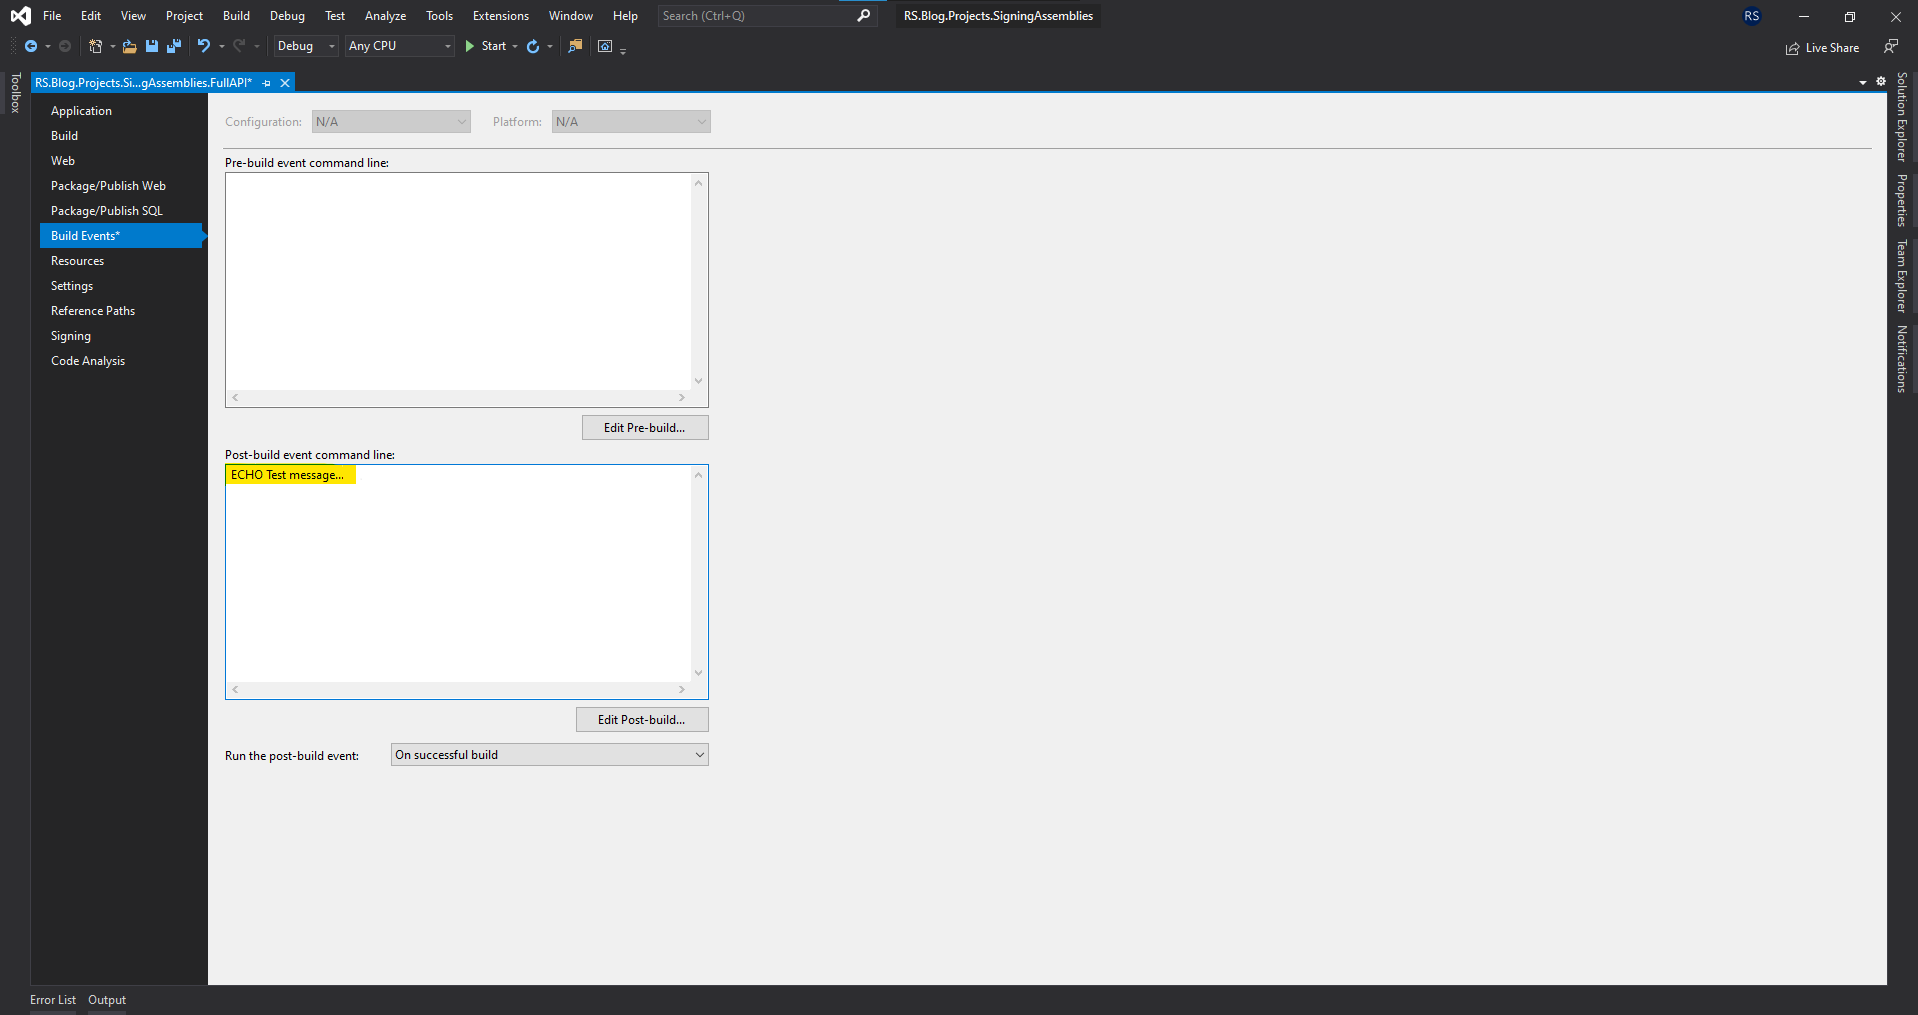 File Edit View Project Build Debug Test Analyze Tools Extensions Window Help Search (Ctrl+Q) RS.Blog.Projects.SigningAssemblies RS
Debug Any CPU Start Live Share
Toolbox
RS.Blog.Projects.Si...gAssemblies.FullAPI*
Application
Build
Web
Package/Publish Web
Package/Publish SQL
Build Events*
Resources
Settings
Reference Paths
Signing
Code Analysis
Configuration: N/A Platform: N/A
Pre-build event command line:
Edit Pre-build...
Post-build event command line:
ECHO Test message...
Edit Post-build...
Run the post-build event: On successful build
Solution Explorer
Properties
Team Explorer
Notifications
Error List Output